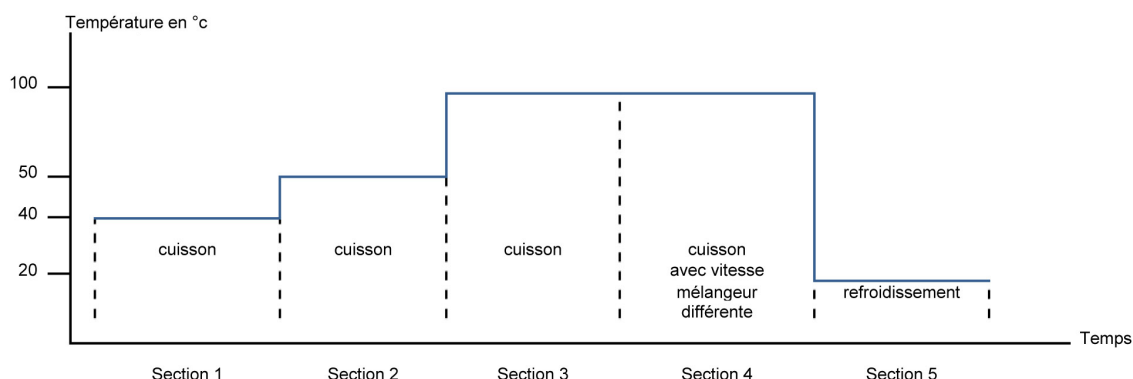 Température en °c
100
50
40
20
cuisson
cuisson
cuisson
cuisson
avec vitesse
mélangeur
différente
refroidissement
Temps
Section 1
Section 2
Section 3
Section 4
Section 5